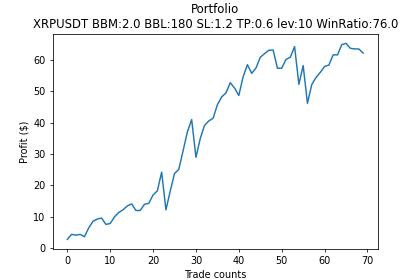 Portfolio
XRPUSDT BBM:2.0 BBL:180 SL:1.2 TP:0.6 lev:10 WinRatio:76.0
Profit ($)
60
50
40
30
20
10
0
0 10 20 30 40 50 60 70
Trade counts